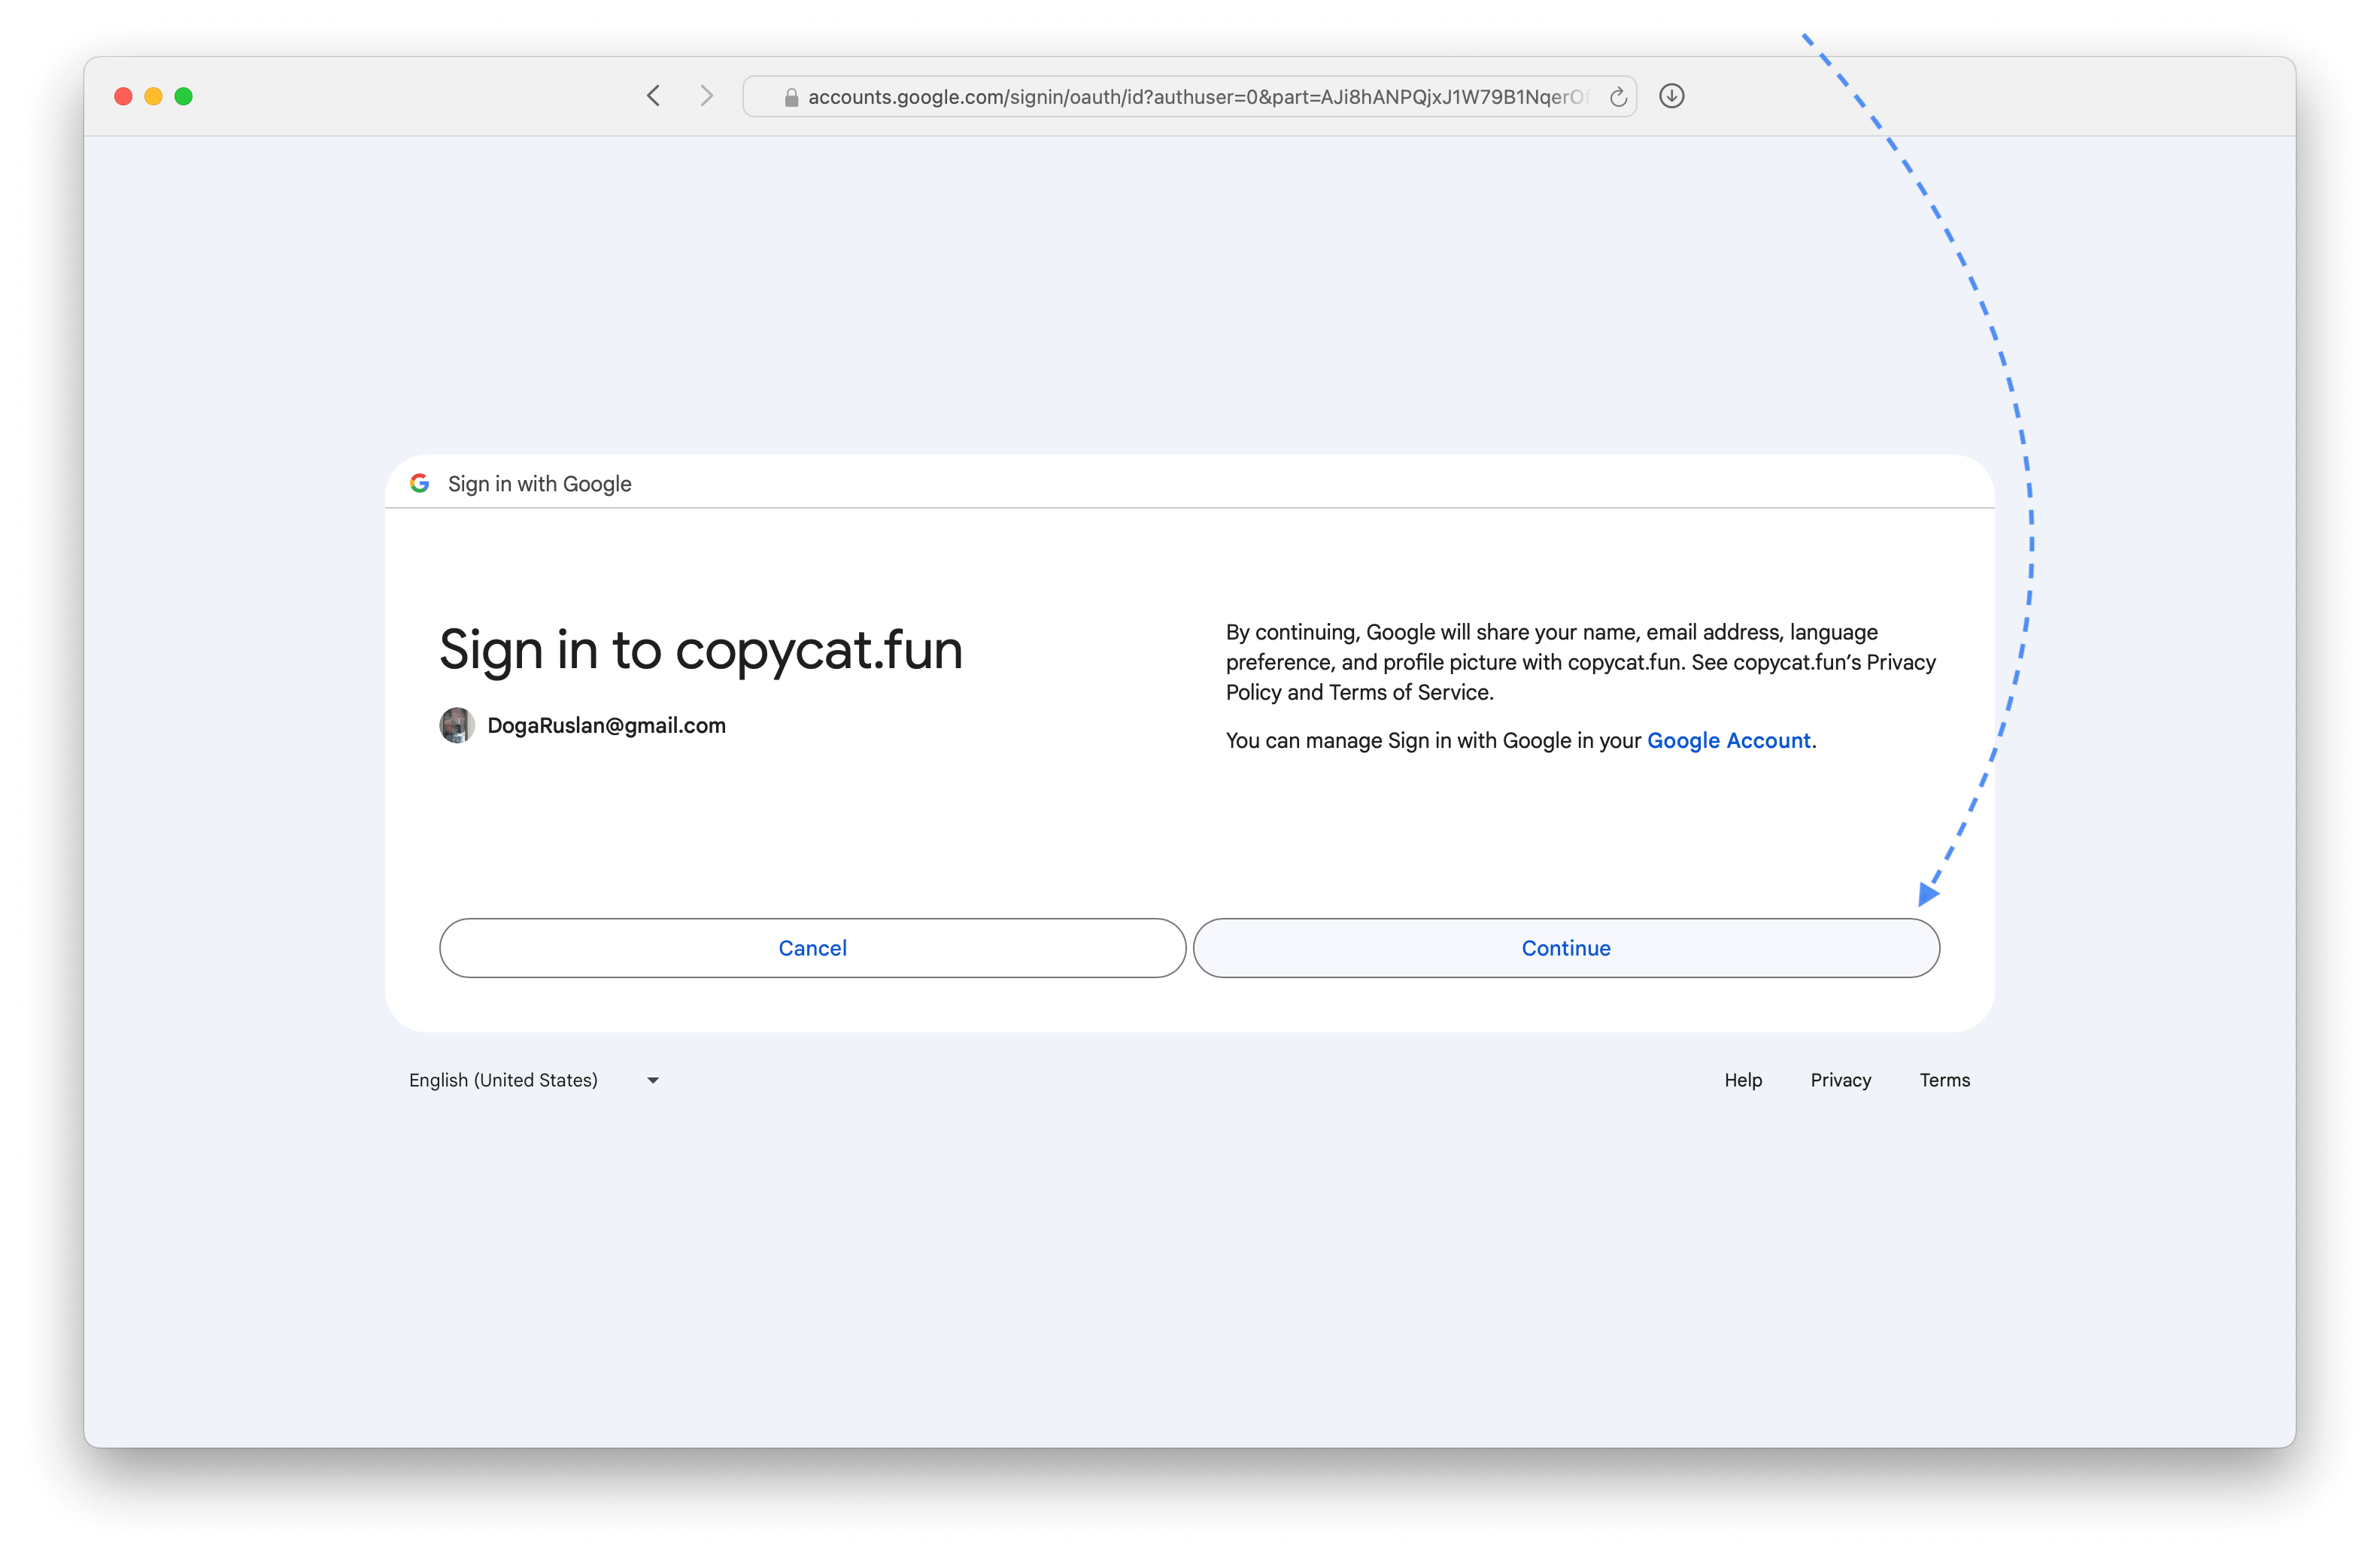 accounts.google.com/signin/oauth/id?authuser=0&part=AJi8hANPQjxJ1W79B1NqerOf
Sign in with Google
Sign in to copycat.fun
DogaRuslan@gmail.com
By continuing, Google will share your name, email address, language
preference, and profile picture with copycat.fun. See copycat.fun’s Privacy
Policy and Terms of Service.
You can manage Sign in with Google in your Google Account.
Cancel
Continue
English (United States)
Help
Privacy
Terms